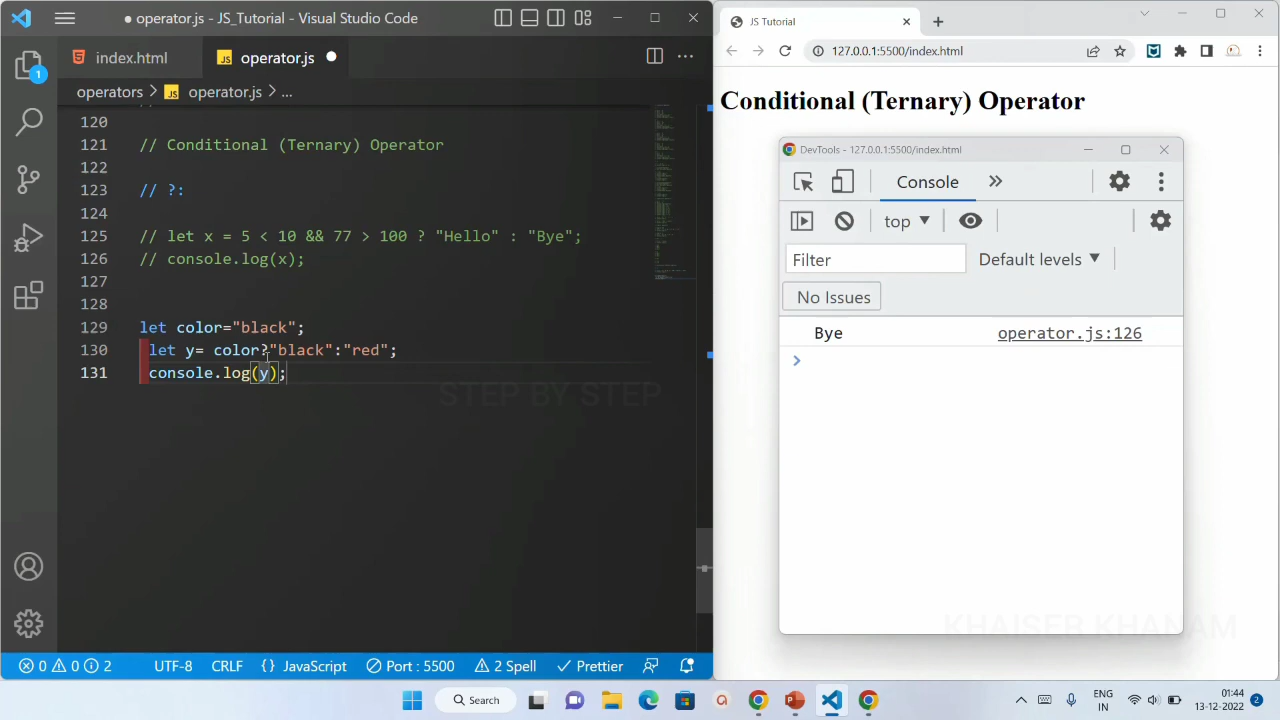 ● operator.js - JS_Tutorial - Visual Studio Code
index.html
operator.js ●
operators > operator.js > ...
120
121 // Conditional (Ternary) Operator
122
123 // ?:
124
125 // let x = 5 < 10 && 77 > 100 ? "Hello" : "Bye";
126 // console.log(x);
127
128
129 let color="black";
130 let y= color?"black":"red";
131 console.log(y);
STEP BY STEP
1
0 0 2 UTF-8 CRLF {} JavaScript Port : 5500 2 Spell Prettier
JS Tutorial
127.0.0.1:5500/index.html
Conditional (Ternary) Operator
DevTools - 127.0.0.1:5500/index.html
Console
top
Filter Default levels
No Issues
Bye operator.js:126
KHAISER KHANAM
Search
ENG
IN
01:44
13-12-2022
2